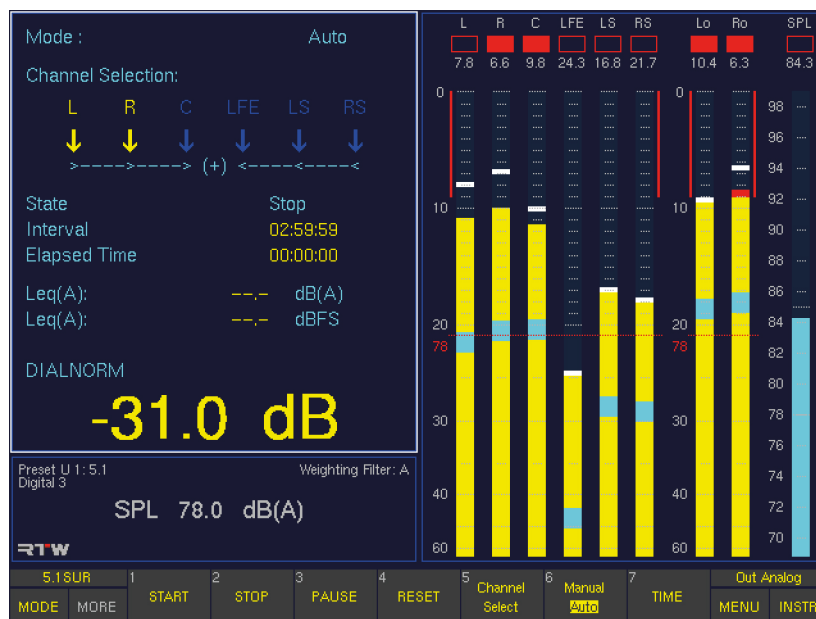 Mode : Auto
Channel Selection:
L R C LFE LS RS
>---->----> (+) <----<----<
State Stop
Interval 02:59:59
Elapsed Time 00:00:00
Leq(A): --.- dB(A)
Leq(A): --.- dBFS
DIALNORM
-31.0 dB
Preset U 1: 5.1 Weighting Filter: A
Digital 3
SPL 78.0 dB(A)
RTW
L R C LFE LS RS Lo Ro SPL
7.8 6.6 9.8 24.3 16.8 21.7 10.4 6.3 84.3
0 0
98
96
94
92
10 10
90
88
86
20 20 84
78 78
82
80
30 30 78
76
74
40 40 72
70
60 60
5.1SUR 1 2 3 4 5 6 7 Out Analog
MODE MORE START STOP PAUSE RESET Channel Select Manual Auto TIME MENU INSTR